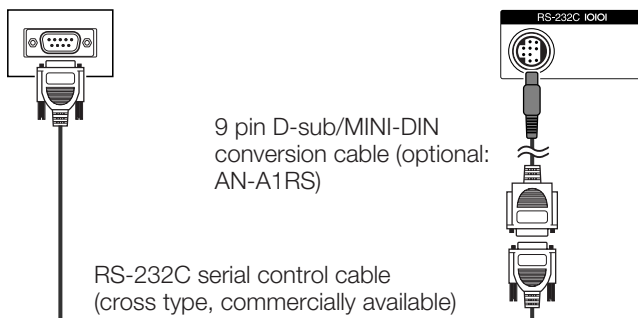 RS-232C IOIOI
9 pin D-sub/MINI-DIN
conversion cable (optional:
AN-A1RS)
RS-232C serial control cable
(cross type, commercially available)